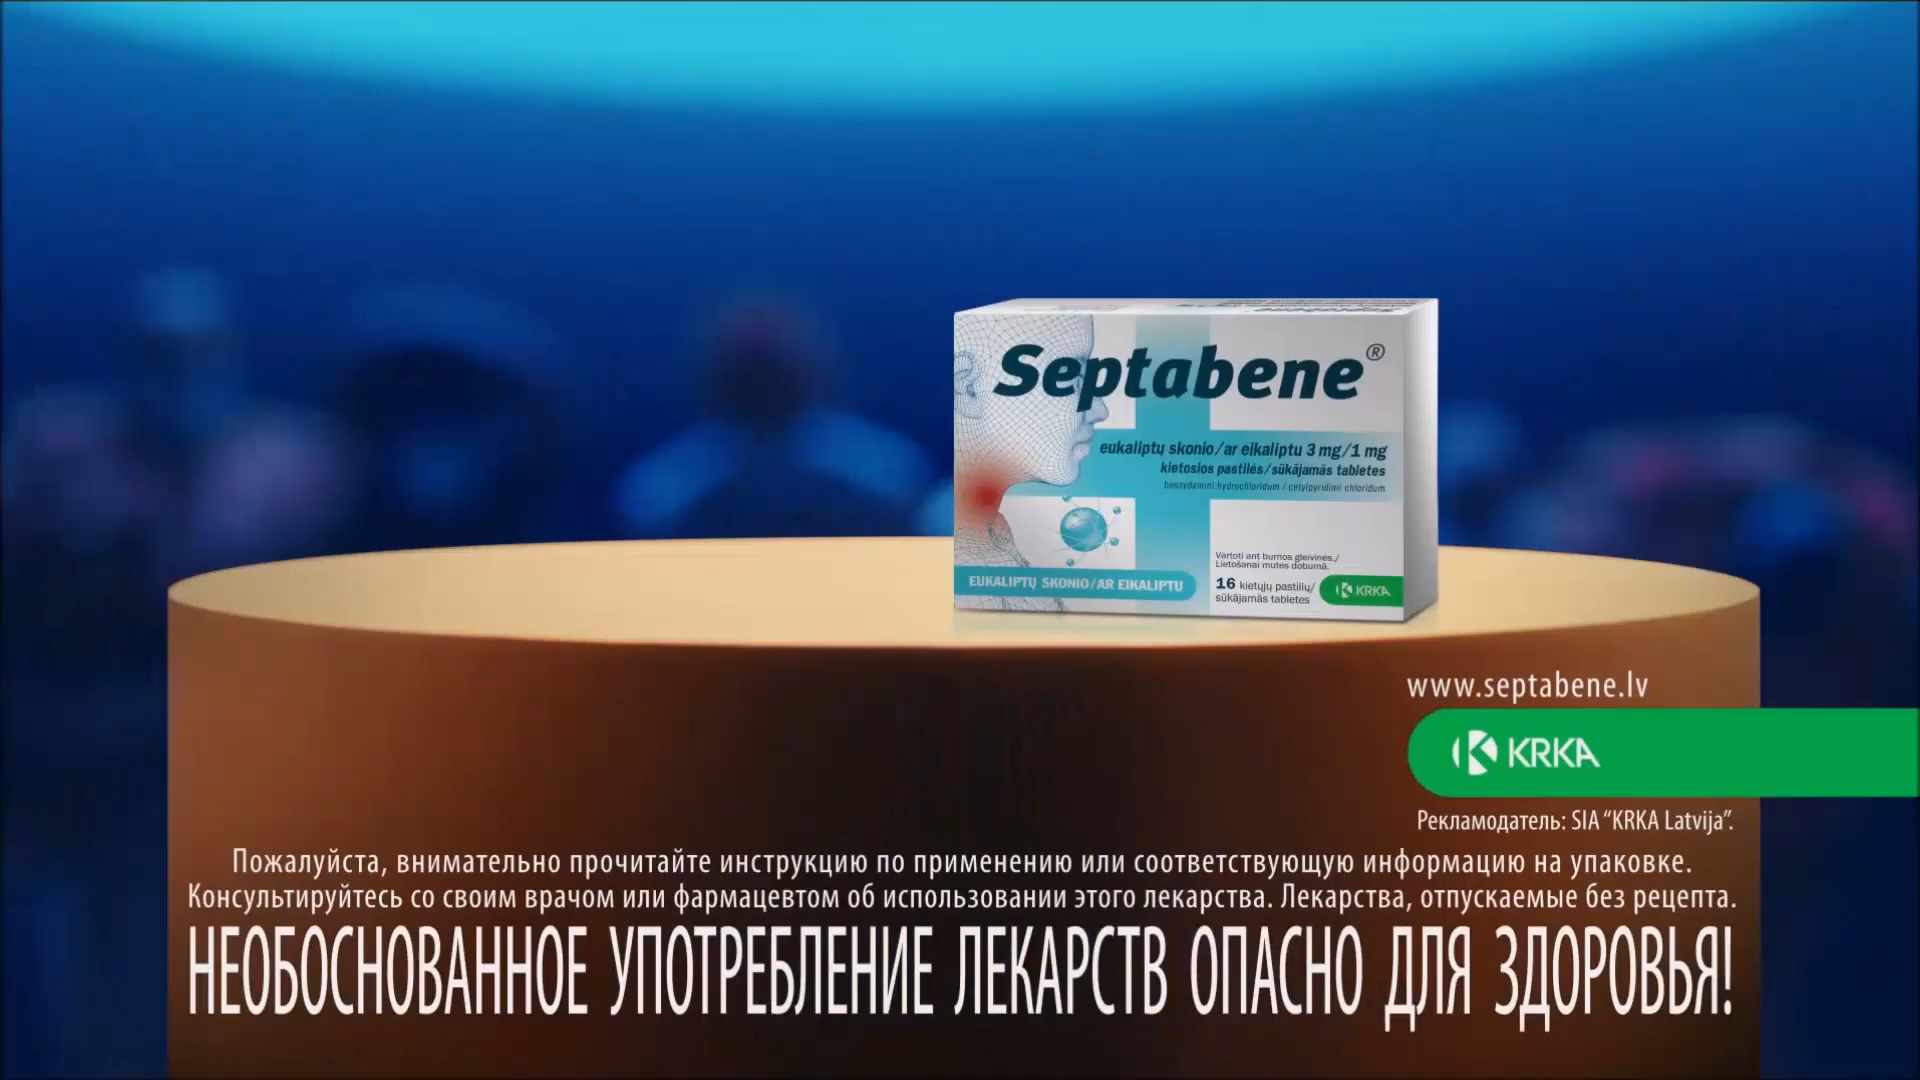 Septabene®
eukaliptų skonio/ar eikaliptu 3 mg/1 mg
kietosios pastilės/sūkājamās tabletes
benzydamini hydrochloridum / cetylpyridinii chloridum
Vartoti ant burnos gleivinės./
Lietošanai mutes dobumā.
EUKALIPTŲ SKONIO/AR EIKALIPTU
16 kietųjų pastilių/
sūkājamās tabletes
KRKA
www.septabene.lv
KRKA
Рекламодатель: SIA “KRKA Latvija”.
Пожалуйста, внимательно прочитайте инструкцию по применению или соответствующую информацию на упаковке.
Консультируйтесь со своим врачом или фармацевтом об использовании этого лекарства. Лекарства, отпускаемые без рецепта.
НЕОБОСНОВАННОЕ УПОТРЕБЛЕНИЕ ЛЕКАРСТВ ОПАСНО ДЛЯ ЗДОРОВЬЯ!